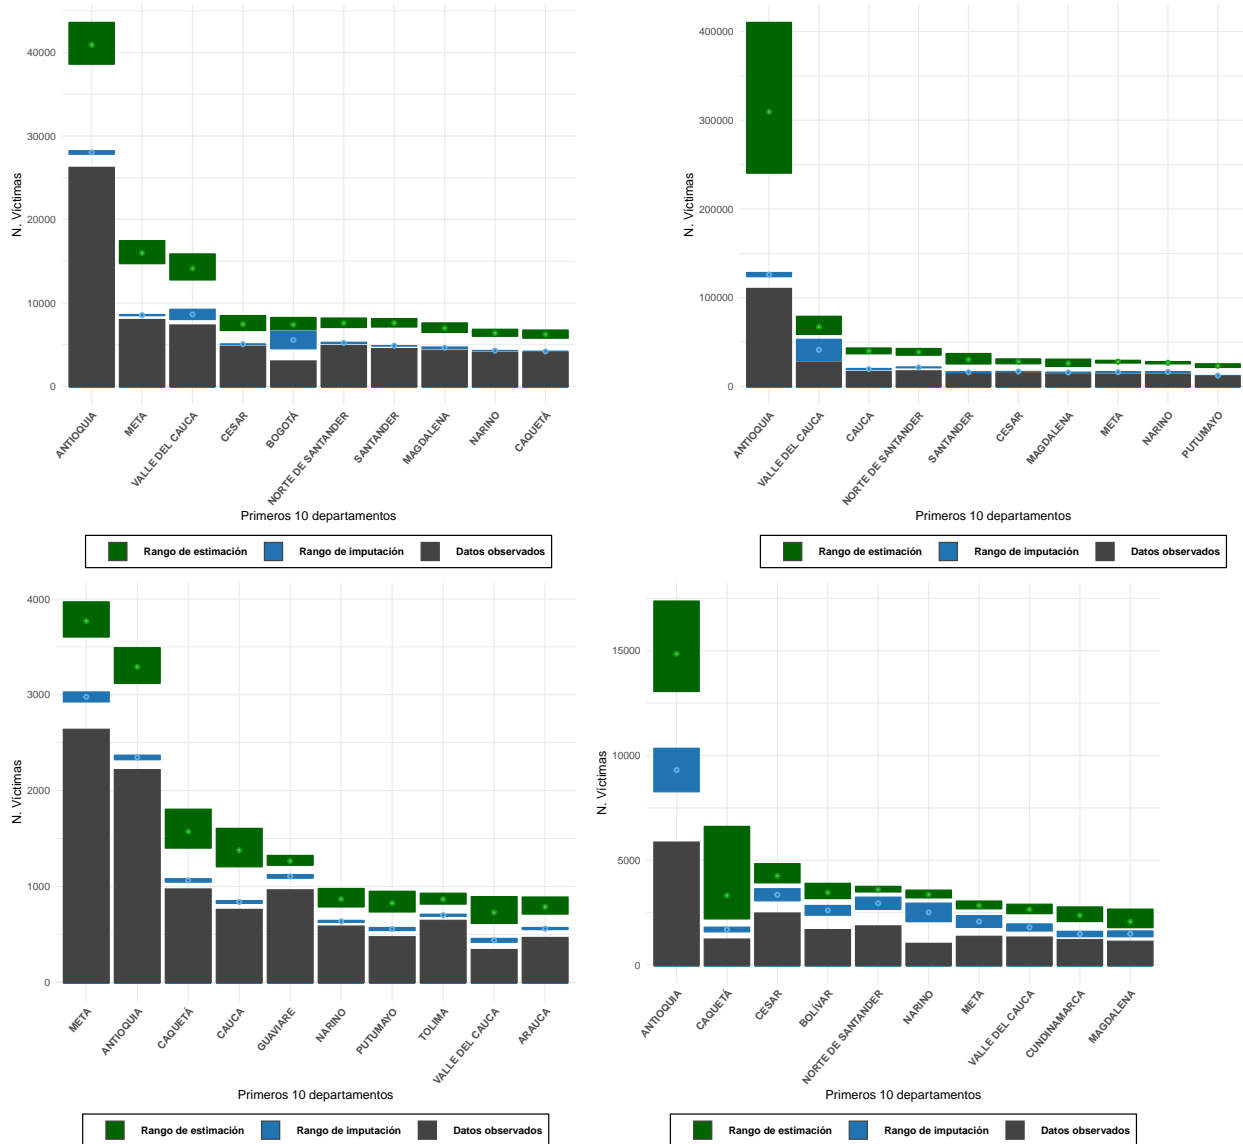 N. Víctimas
40000
30000
20000
10000
0
ANTIOQUIA
META
VALLE DEL CAUCA
CESAR
BOGOTÁ
NORTE DE SANTANDER
SANTANDER
MAGDALENA
NARINO
CAQUETÁ
Primeros 10 departamentos
Rango de estimación Rango de imputación Datos observados
N. Víctimas
400000
300000
200000
100000
0
ANTIOQUIA
VALLE DEL CAUCA
CAUCA
NORTE DE SANTANDER
SANTANDER
CESAR
MAGDALENA
META
NARINO
PUTUMAYO
Primeros 10 departamentos
Rango de estimación Rango de imputación Datos observados
N. Víctimas
4000
3000
2000
1000
0
META
ANTIOQUIA
CAQUETÁ
CAUCA
GUAVIARE
NARINO
PUTUMAYO
TOLIMA
VALLE DEL CAUCA
ARAUCA
Primeros 10 departamentos
Rango de estimación Rango de imputación Datos observados
N. Víctimas
15000
10000
5000
0
ANTIOQUIA
CAQUETÁ
CESAR
BOLÍVAR
NORTE DE SANTANDER
NARINO
META
VALLE DEL CAUCA
CUNDINAMARCA
MAGDALENA
Primeros 10 departamentos
Rango de estimación Rango de imputación Datos observados